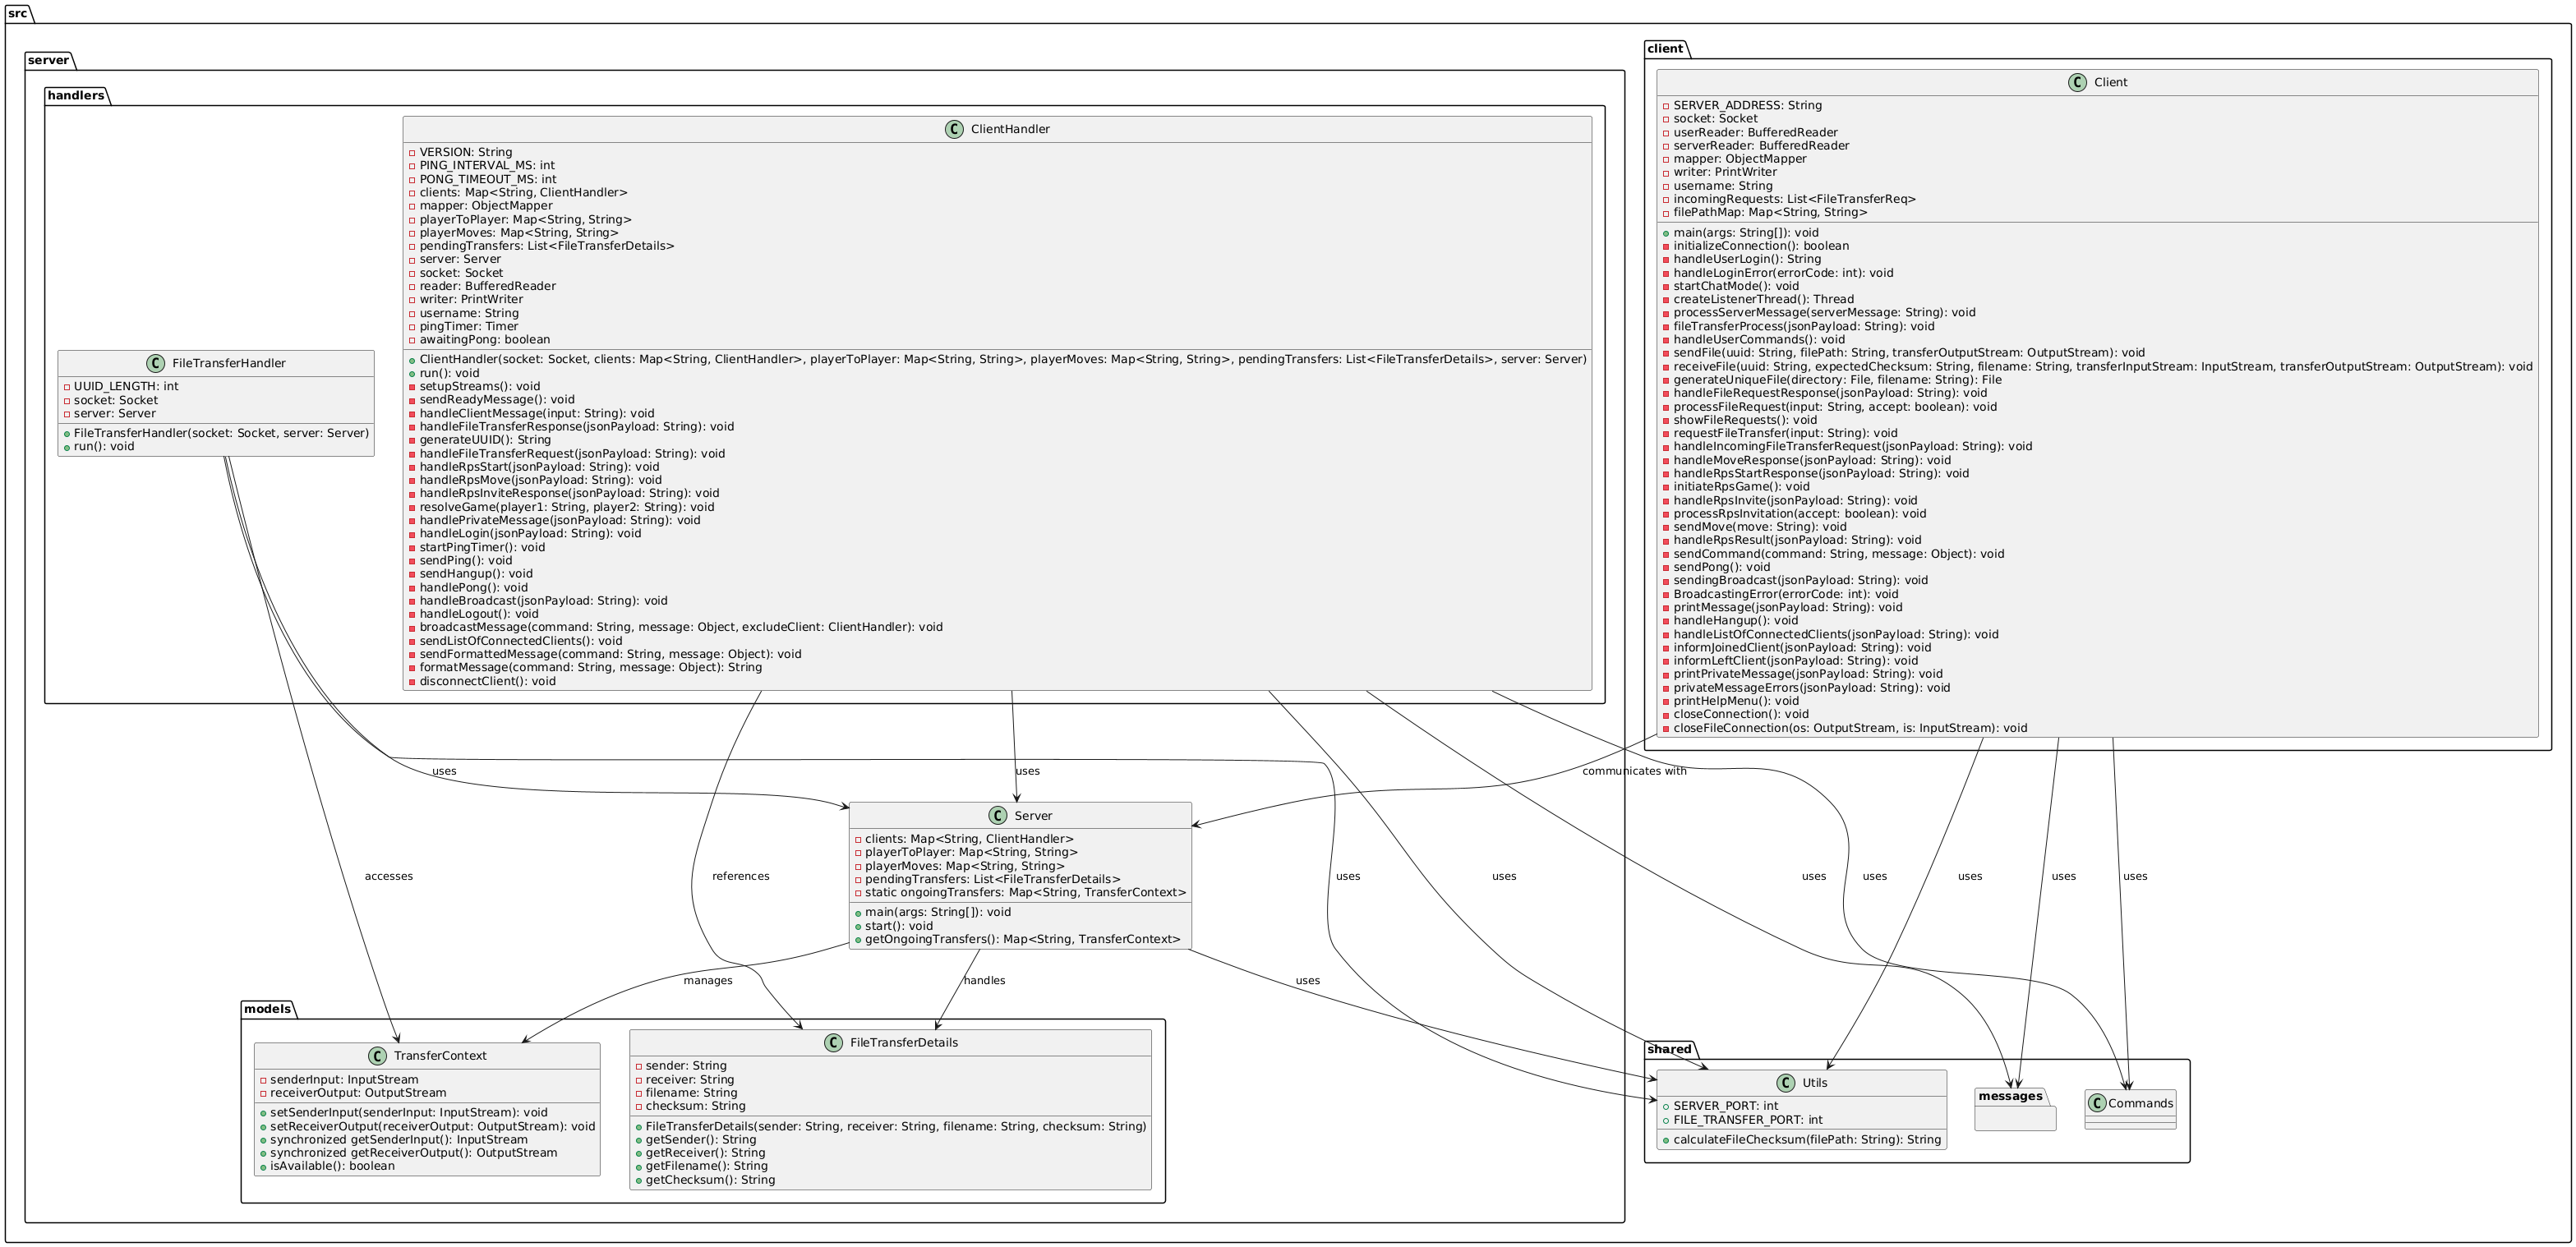 src
server
handlers
FileTransferHandler
UUID_LENGTH: int
socket: Socket
server: Server
FileTransferHandler(socket: Socket, server: Server)
run(): void
ClientHandler
VERSION: String
PING_INTERVAL_MS: int
PONG_TIMEOUT_MS: int
clients: Map<String, ClientHandler>
mapper: ObjectMapper
playerToPlayer: Map<String, String>
playerMoves: Map<String, String>
pendingTransfers: List<FileTransferDetails>
server: Server
socket: Socket
reader: BufferedReader
writer: PrintWriter
username: String
pingTimer: Timer
awaitingPong: boolean
ClientHandler(socket: Socket, clients: Map<String, ClientHandler>, playerToPlayer: Map<String, String>, playerMoves: Map<String, String>, pendingTransfers: List<FileTransferDetails>, server: Server)
run(): void
setupStreams(): void
sendReadyMessage(): void
handleClientMessage(input: String): void
handleFileTransferResponse(jsonPayload: String): void
generateUUID(): String
handleFileTransferRequest(jsonPayload: String): void
handleRpsStart(jsonPayload: String): void
handleRpsMove(jsonPayload: String): void
handleRpsInviteResponse(jsonPayload: String): void
resolveGame(player1: String, player2: String): void
handlePrivateMessage(jsonPayload: String): void
handleLogin(jsonPayload: String): void
startPingTimer(): void
sendPing(): void
sendHangup(): void
handlePong(): void
handleBroadcast(jsonPayload: String): void
handleLogout(): void
broadcastMessage(command: String, message: Object, excludeClient: ClientHandler): void
sendListOfConnectedClients(): void
sendFormattedMessage(command: String, message: Object): void
formatMessage(command: String, message: Object): String
disconnectClient(): void
client
Client
SERVER_ADDRESS: String
socket: Socket
userReader: BufferedReader
serverReader: BufferedReader
mapper: ObjectMapper
writer: PrintWriter
username: String
incomingRequests: List<FileTransferReq>
filePathMap: Map<String, String>
main(args: String[]): void
initializeConnection(): boolean
handleUserLogin(): String
handleLoginError(errorCode: int): void
startChatMode(): void
createListenerThread(): Thread
processServerMessage(serverMessage: String): void
fileTransferProcess(jsonPayload: String): void
handleUserCommands(): void
sendFile(uuid: String, filePath: String, transferOutputStream: OutputStream): void
receiveFile(uuid: String, expectedChecksum: String, filename: String, transferInputStream: InputStream, transferOutputStream: OutputStream): void
generateUniqueFile(directory: File, filename: String): File
handleFileRequestResponse(jsonPayload: String): void
processFileRequest(input: String, accept: boolean): void
showFileRequests(): void
requestFileTransfer(input: String): void
handleIncomingFileTransferRequest(jsonPayload: String): void
handleMoveResponse(jsonPayload: String): void
handleRpsStartResponse(jsonPayload: String): void
initiateRpsGame(): void
handleRpsInvite(jsonPayload: String): void
processRpsInvitation(accept: boolean): void
sendMove(move: String): void
handleRpsResult(jsonPayload: String): void
sendCommand(command: String, message: Object): void
sendPong(): void
sendingBroadcast(jsonPayload: String): void
BroadcastingError(errorCode: int): void
printMessage(jsonPayload: String): void
handleHangup(): void
handleListOfConnectedClients(jsonPayload: String): void
informJoinedClient(jsonPayload: String): void
informLeftClient(jsonPayload: String): void
printPrivateMessage(jsonPayload: String): void
privateMessageErrors(jsonPayload: String): void
printHelpMenu(): void
closeConnection(): void
closeFileConnection(os: OutputStream, is: InputStream): void
uses
uses
communicates with
Server
clients: Map<String, ClientHandler>
playerToPlayer: Map<String, String>
playerMoves: Map<String, String>
pendingTransfers: List<FileTransferDetails>
static ongoingTransfers: Map<String, TransferContext>
main(args: String[]): void
start(): void
getOngoingTransfers(): Map<String, TransferContext>
accesses
references
uses
uses
uses
uses
uses
uses
uses
manages
handles
uses
models
TransferContext
senderInput: InputStream
receiverOutput: OutputStream
setSenderInput(senderInput: InputStream): void
setReceiverOutput(receiverOutput: OutputStream): void
synchronized getSenderInput(): InputStream
synchronized getReceiverOutput(): OutputStream
isAvailable(): boolean
FileTransferDetails
sender: String
receiver: String
filename: String
checksum: String
FileTransferDetails(sender: String, receiver: String, filename: String, checksum: String)
getSender(): String
getReceiver(): String
getFilename(): String
getChecksum(): String
shared
Utils
SERVER_PORT: int
FILE_TRANSFER_PORT: int
calculateFileChecksum(filePath: String): String
messages
Commands